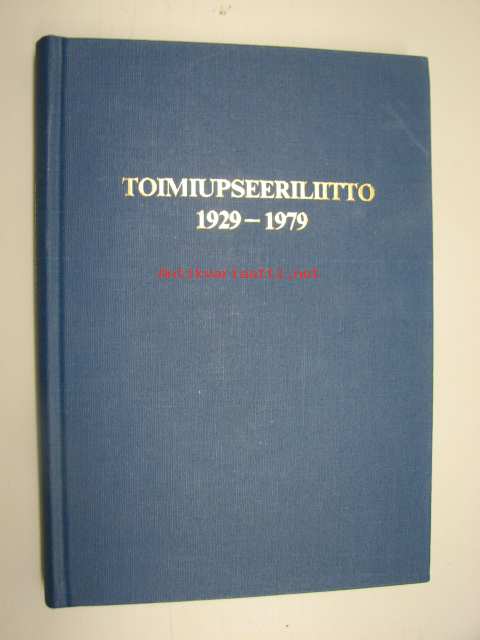 TOIMIUPSEERILIITTO
1929 – 1979
Antikvariaatti.net